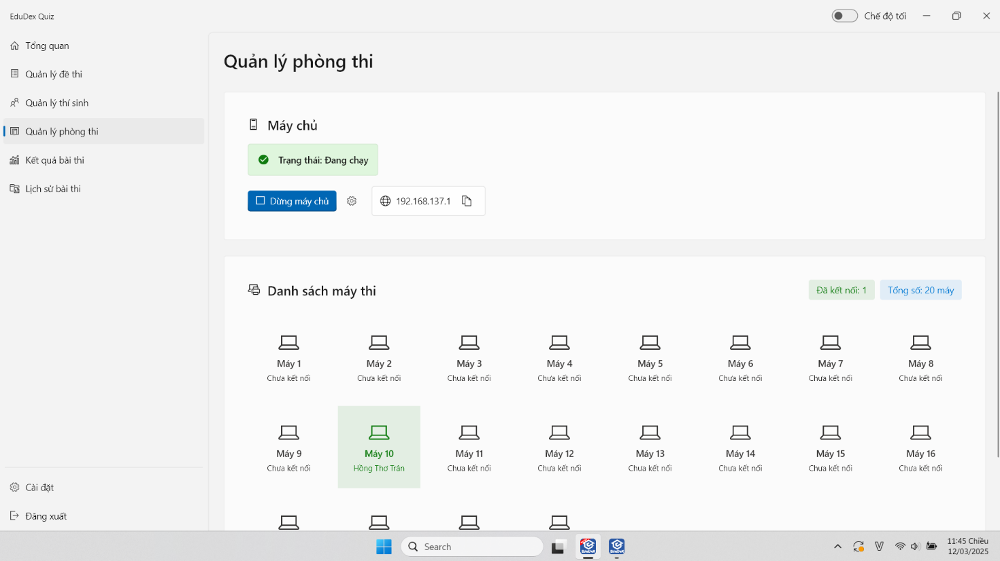 EduDex Quiz
Chế độ tối
Tổng quan
Quản lý đề thi
Quản lý thí sinh
Quản lý phòng thi
Kết quả bài thi
Lịch sử bài thi
Cài đặt
Đăng xuất
Quản lý phòng thi
Máy chủ
Trạng thái: Đang chạy
Dừng máy chủ
192.168.137.1
Danh sách máy thi
Đã kết nối: 1
Tổng số: 20 máy
Máy 1 Máy 2 Máy 3 Máy 4 Máy 5 Máy 6 Máy 7 Máy 8
Chưa kết nối Chưa kết nối Chưa kết nối Chưa kết nối Chưa kết nối Chưa kết nối Chưa kết nối Chưa kết nối
Máy 9 Máy 10 Máy 11 Máy 12 Máy 13 Máy 14 Máy 15 Máy 16
Chưa kết nối Hồng Thơ Trần Chưa kết nối Chưa kết nối Chưa kết nối Chưa kết nối Chưa kết nối Chưa kết nối
Search
V
11:45 Chiều
12/03/2025